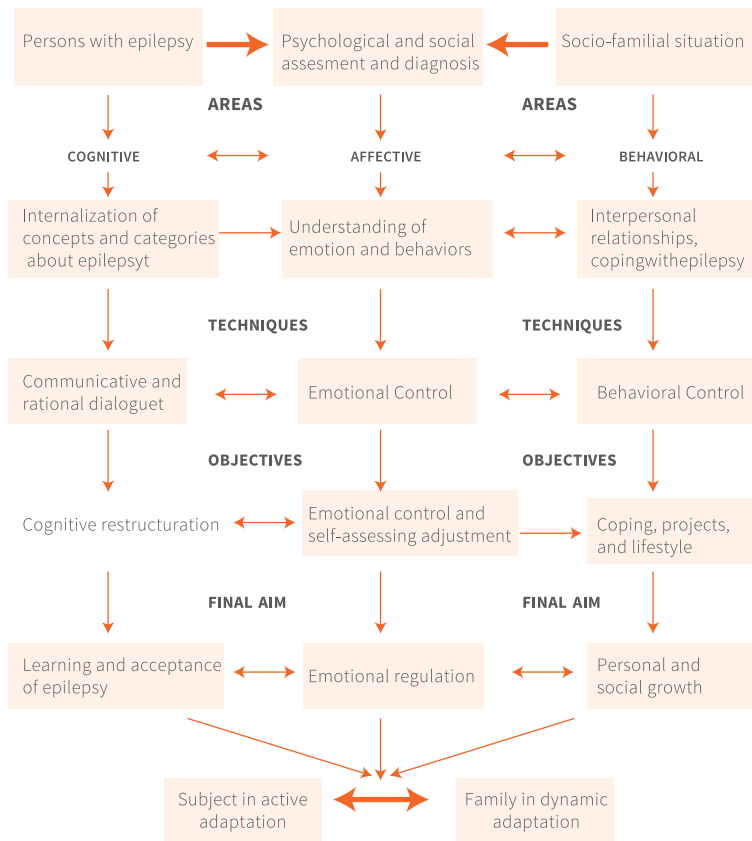 Persons with epilepsy
Psychological and social
assesment and diagnosis
Socio-familial situation
AREAS
AREAS
COGNITIVE
AFFECTIVE
BEHAVIORAL
Internalization of
concepts and categories
about epilepsyt
Understanding of
emotion and behaviors
Interpersonal
relationships,
copingwithepilepsy
TECHNIQUES
TECHNIQUES
Communicative and
rational dialoguet
Emotional Control
Behavioral Control
OBJECTIVES
OBJECTIVES
Cognitive restructuration
Emotional control and
self-assessing adjustment
Coping, projects,
and lifestyle
FINAL AIM
FINAL AIM
Learning and acceptance
of epilepsy
Emotional regulation
Personal and
social growth
Subject in active
adaptation
Family in dynamic
adaptation